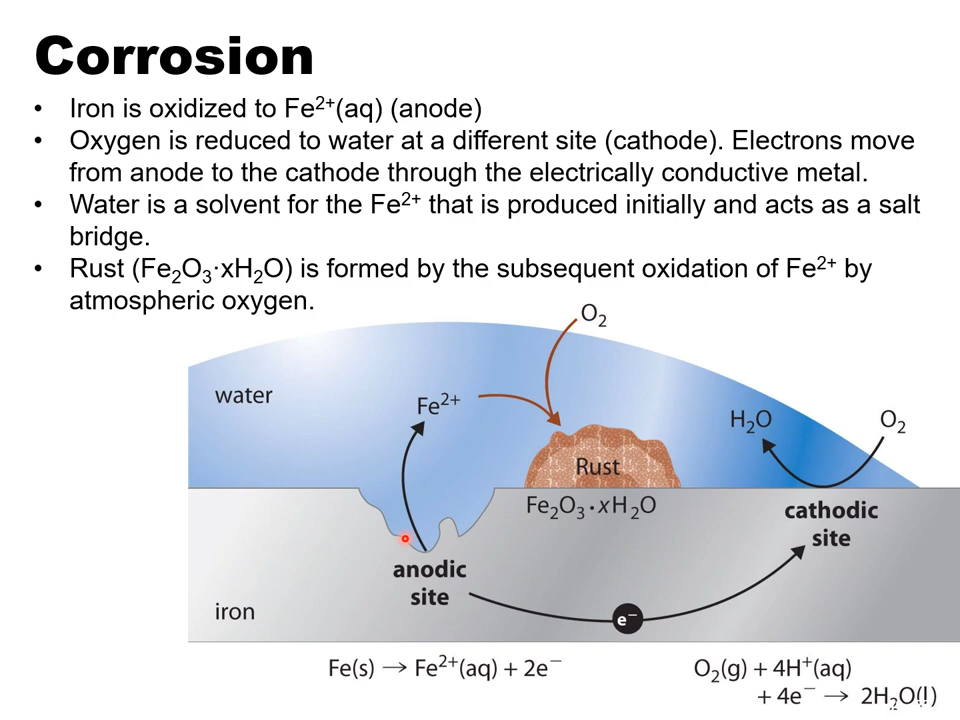 Corrosion
• Iron is oxidized to Fe²⁺(aq) (anode)
• Oxygen is reduced to water at a different site (cathode). Electrons move
from anode to the cathode through the electrically conductive metal.
• Water is a solvent for the Fe²⁺ that is produced initially and acts as a salt
bridge.
• Rust (Fe₂O₃·xH₂O) is formed by the subsequent oxidation of Fe²⁺ by
atmospheric oxygen.
O₂
water
Fe²⁺
H₂O
O₂
Rust
Fe₂O₃·xH₂O
cathodic
site
anodic
site
iron
e⁻
Fe(s) → Fe²⁺(aq) + 2e⁻
O₂(g) + 4H⁺(aq)
+ 4e⁻ → 2H₂O(l)